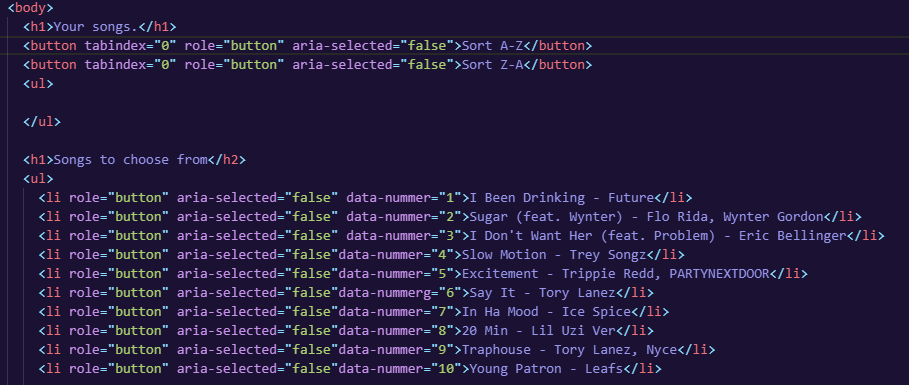 <body>
<h1>Your songs.</h1>
<button tabindex="0" role="button" aria-selected="false">Sort A-Z</button>
<button tabindex="0" role="button" aria-selected="false">Sort Z-A</button>
<ul>
</ul>
<h1>Songs to choose from</h2>
<ul>
<li role="button" aria-selected="false" data-nummer="1">I Been Drinking - Future</li>
<li role="button" aria-selected="false" data-nummer="2">Sugar (feat. Wynter) - Flo Rida, Wynter Gordon</li>
<li role="button" aria-selected="false" data-nummer="3">I Don't Want Her (feat. Problem) - Eric Bellinger</li>
<li role="button" aria-selected="false"data-nummer="4">Slow Motion - Trey Songz</li>
<li role="button" aria-selected="false"data-nummer="5">Excitement - Trippie Redd, PARTYNEXTDOOR</li>
<li role="button" aria-selected="false"data-nummerg="6">Say It - Tory Lanez</li>
<li role="button" aria-selected="false"data-nummer="7">In Ha Mood - Ice Spice</li>
<li role="button" aria-selected="false"data-nummer="8">20 Min - Lil Uzi Ver</li>
<li role="button" aria-selected="false"data-nummer="9">Traphouse - Tory Lanez, Nyce</li>
<li role="button" aria-selected="false"data-nummer="10">Young Patron - Leafs</li>